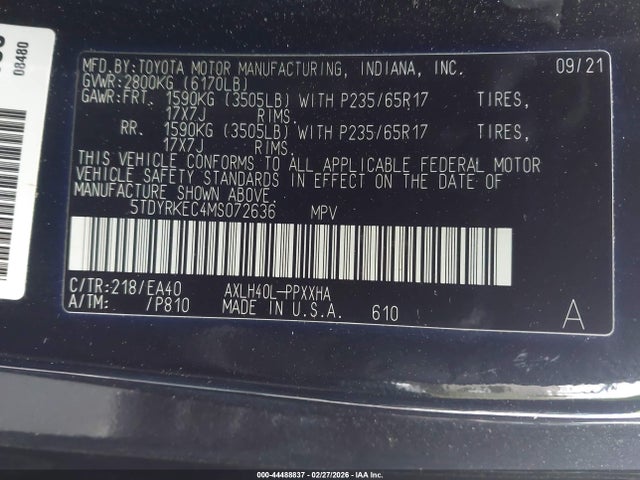 08480
MFD.BY:TOYOTA MOTOR MANUFACTURING, INDIANA, INC. 09/21
GVWR:2800KG (6170LB)
GAWR:FRT. 1590KG (3505LB) WITH P235/65R17 TIRES,
17X7J RIMS.
RR. 1590KG (3505LB) WITH P235/65R17 TIRES,
17X7J RIMS.
THIS VEHICLE CONFORMS TO ALL APPLICABLE FEDERAL MOTOR
VEHICLE SAFETY STANDARDS IN EFFECT ON THE DATE OF
MANUFACTURE SHOWN ABOVE.
5TDYRKEC4MS072636 MPV
C/TR:218/EA40 AXLH40L-PPXXHA
A/TM: /P810 MADE IN U.S.A. 610
A
000-44488837 - 02/27/2026 - IAA Inc.